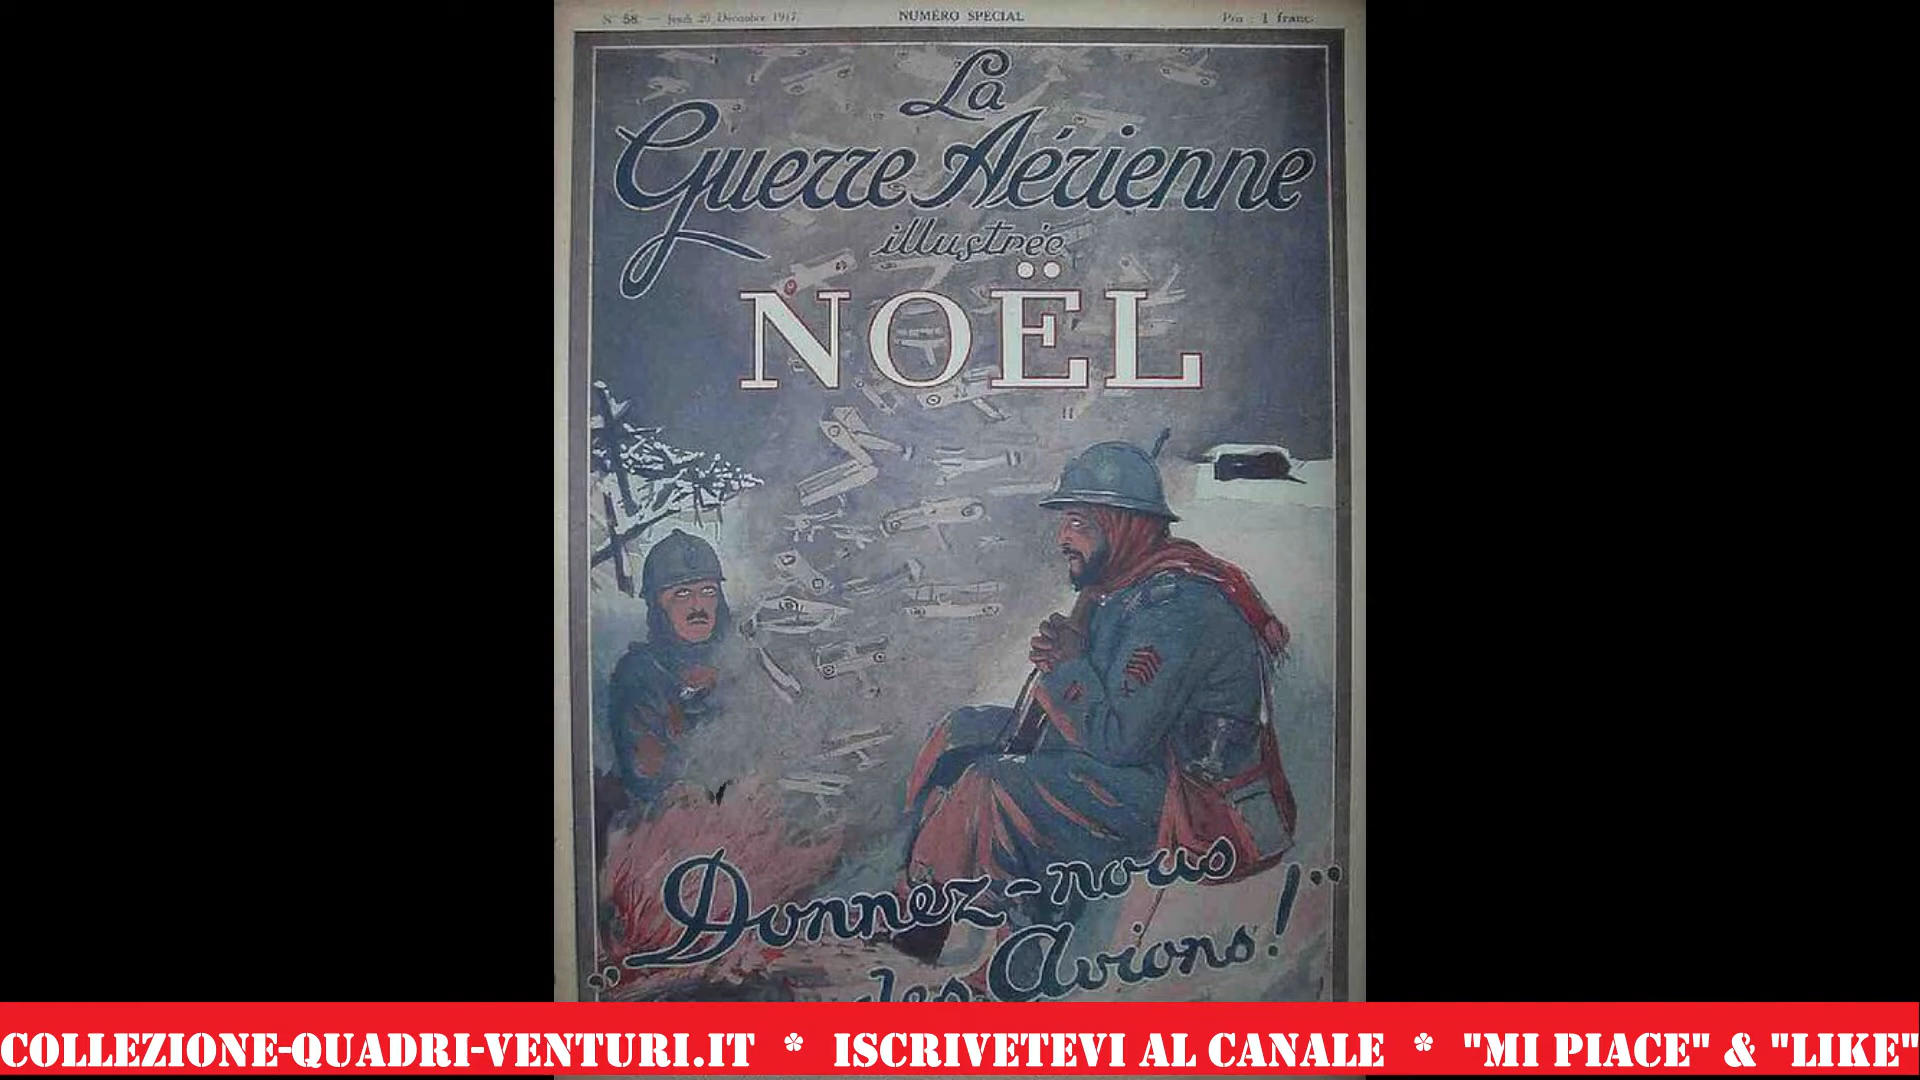 N° 58. — Jeudi 20 Décembre 1917. NUMÉRO SPECIAL Prix : 1 franc.
La
Guerre Aérienne
illustrée
NOËL
"Donnez-nous
des Avions!"
COLLEZIONE-QUADRI-VENTURI.IT * ISCRIVETEVI AL CANALE * "MI PIACE" & "LIKE"